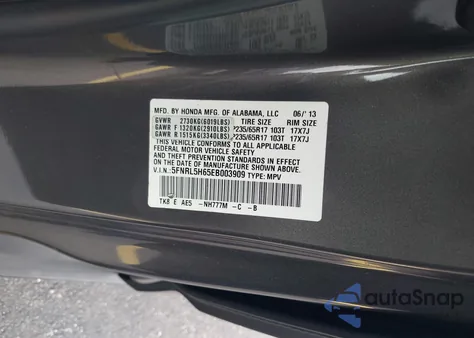 MFD. BY HONDA MFG. OF ALABAMA, LLC 06/'13
GVWR 2730KG(6019LBS) TIRE SIZE RIM SIZE
GAWR F 1320KG(2910LBS) P235/65R17 103T 17X7J
GAWR R 1515KG(3340LBS) P235/65R17 103T 17X7J
THIS VEHICLE CONFORMS TO ALL APPLICABLE
FEDERAL MOTOR VEHICLE SAFETY AND THEFT
PREVENTION STANDARDS IN EFFECT ON THE
DATE OF MANUFACTURE SHOWN ABOVE.
V.I.N.: 5FNRL5H65EB003909 TYPE: MPV
TK8 E AE5 -NH777M -C -B
autoSnap